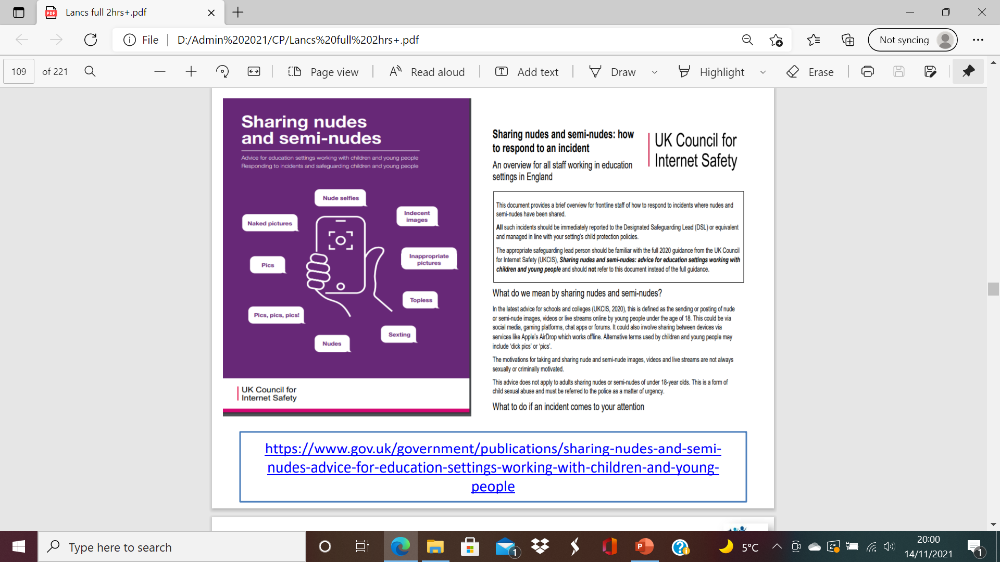 Lancs full 2hrs+.pdf
File
D:/Admin%202021/CP/Lancs%20full%202hrs+.pdf
Not syncing
109
of 221
Page view
Read aloud
Add text
Draw
Highlight
Erase
Sharing nudes
and semi-nudes
Advice for education settings working with children and young people
Responding to incidents and safeguarding children and young people
Nude selfies
Indecent
images
Naked pictures
Inappropriate
pictures
Pics
Topless
Pics, pics, pics!
Sexting
Nudes
UK Council for
Internet Safety
Sharing nudes and semi-nudes: how
to respond to an incident
An overview for all staff working in education
settings in England
UK Council for
Internet Safety
This document provides a brief overview for frontline staff of how to respond to incidents where nudes and
semi-nudes have been shared.
All such incidents should be immediately reported to the Designated Safeguarding Lead (DSL) or equivalent
and managed in line with your setting's child protection policies.
The appropriate safeguarding lead person should be familiar with the full 2020 guidance from the UK Council
for Internet Safety (UKCIS), Sharing nudes and semi-nudes: advice for education settings working with
children and young people and should not refer to this document instead of the full guidance.
What do we mean by sharing nudes and semi-nudes?
In the latest advice for schools and colleges (UKCIS, 2020), this is defined as the sending or posting of nude
or semi-nude images, videos or live streams online by young people under the age of 18. This could be via
social media, gaming platforms, chat apps or forums. It could also involve sharing between devices via
services like Apple's AirDrop which works offline. Alternative terms used by children and young people may
include 'dick pics' or 'pics'.
The motivations for taking and sharing nude and semi-nude images, videos and live streams are not always
sexually or criminally motivated.
This advice does not apply to adults sharing nudes or semi-nudes of under 18-year olds. This is a form of
child sexual abuse and must be referred to the police as a matter of urgency.
What to do if an incident comes to your attention
https://www.gov.uk/government/publications/sharing-nudes-and-semi-
nudes-advice-for-education-settings-working-with-children-and-young-
people
Type here to search
1
5°C
20:00
14/11/2021
1